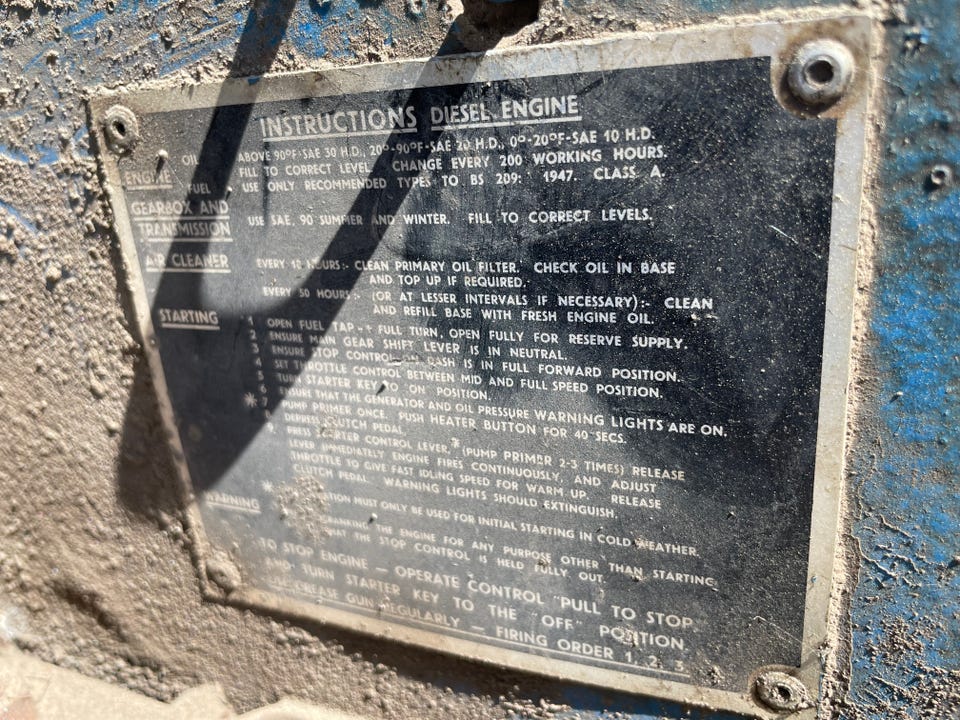 INSTRUCTIONS DIESEL ENGINE
OIL ABOVE 90°F-SAE 30 H.D., 20°-90°F-SAE 20 H.D., 0°-20°F-SAE 10 H.D.
FILL TO CORRECT LEVEL. CHANGE EVERY 200 WORKING HOURS.
ENGINE
FUEL USE ONLY RECOMMENDED TYPES TO BS 209: 1947. CLASS A.
GEARBOX AND
TRANSMISSION USE SAE. 90 SUMMER AND WINTER. FILL TO CORRECT LEVELS.
AIR CLEANER EVERY 10 HOURS:- CLEAN PRIMARY OIL FILTER. CHECK OIL IN BASE
AND TOP UP IF REQUIRED.
EVERY 50 HOURS:- (OR AT LESSER INTERVALS IF NECESSARY):- CLEAN
AND REFILL BASE WITH FRESH ENGINE OIL.
STARTING 1 OPEN FUEL TAP - FULL TURN, OPEN FULLY FOR RESERVE SUPPLY.
2 ENSURE MAIN GEAR SHIFT LEVER IS IN NEUTRAL.
3 ENSURE STOP CONTROL ON DASH IS IN FULL FORWARD POSITION.
4 SET THROTTLE CONTROL BETWEEN MID AND FULL SPEED POSITION.
TURN STARTER KEY TO "ON" POSITION.
ENSURE THAT THE GENERATOR AND OIL PRESSURE WARNING LIGHTS ARE ON.
* PUMP PRIMER ONCE. PUSH HEATER BUTTON FOR 40 SECS.
DEPRESS CLUTCH PEDAL.
PRESS STARTER CONTROL LEVER, * (PUMP PRIMER 2-3 TIMES) RELEASE
LEVER IMMEDIATELY ENGINE FIRES CONTINUOUSLY, AND ADJUST
THROTTLE TO GIVE FAST IDLING SPEED FOR WARM UP. RELEASE
CLUTCH PEDAL. WARNING LIGHTS SHOULD EXTINGUISH.
* MUST ONLY BE USED FOR INITIAL STARTING IN COLD WEATHER.
WARNING CRANKING THE ENGINE FOR ANY PURPOSE OTHER THAN STARTING,
THAT THE STOP CONTROL IS HELD FULLY OUT.
TO STOP ENGINE — OPERATE CONTROL "PULL TO STOP
AND TURN STARTER KEY TO THE "OFF" POSITION.
USE GREASE GUN REGULARLY — FIRING ORDER 1, 2, 3